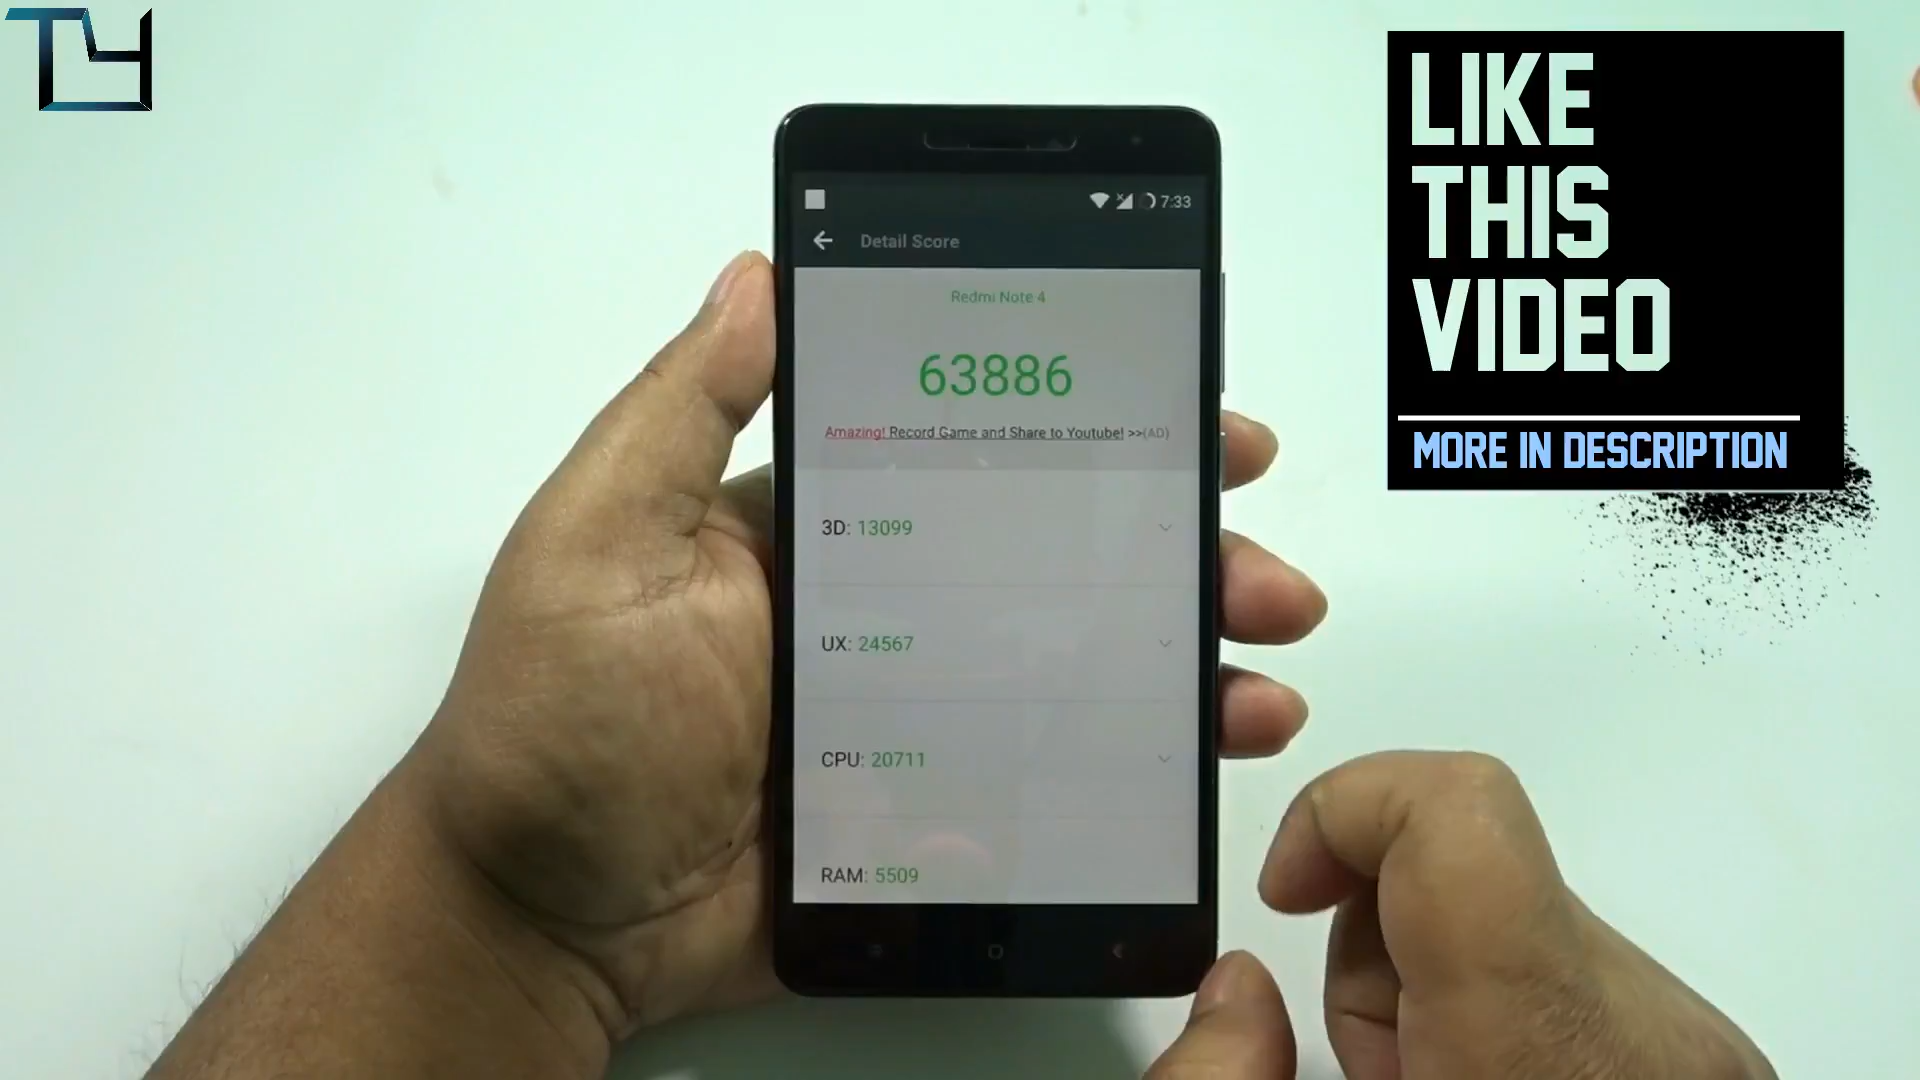 TY
LIKE
THIS
VIDEO
MORE IN DESCRIPTION
7:33
Detail Score
Redmi Note 4
63886
Amazing! Record Game and Share to Youtube! >>(AD)
3D: 13099
UX: 24567
CPU: 20711
RAM: 5509